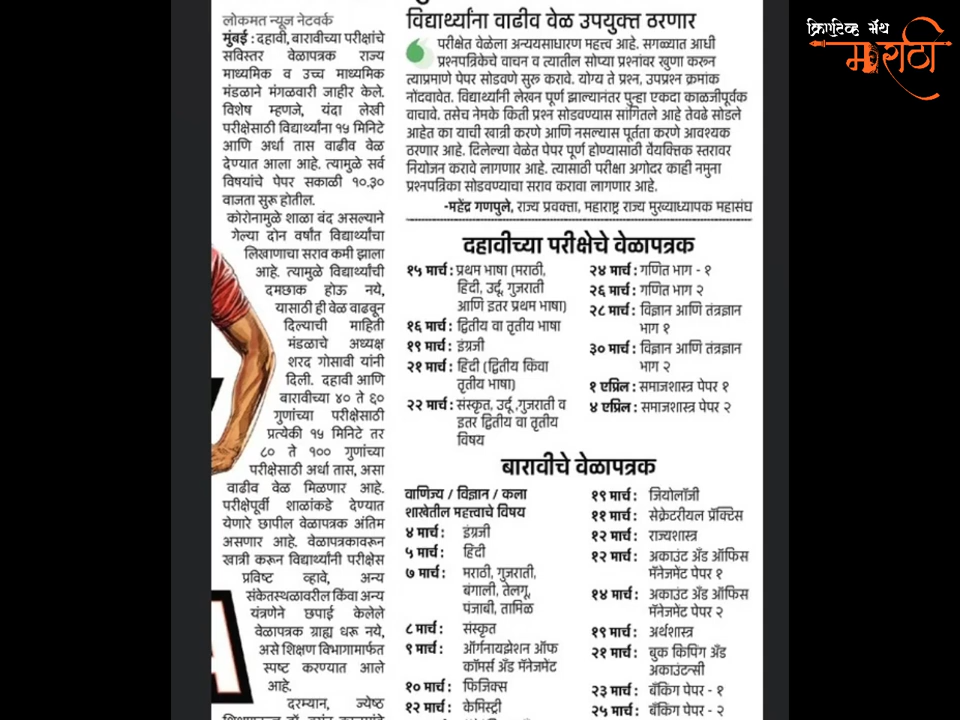 लोकमत न्यूज नेटवर्क
मुंबई : दहावी, बारावीच्या परीक्षांचे
सविस्तर वेळापत्रक राज्य
माध्यमिक व उच्च माध्यमिक
मंडळाने मंगळवारी जाहीर केले.
विशेष म्हणजे, यंदा लेखी
परीक्षेसाठी विद्यार्थ्यांना १५ मिनिटे
आणि अर्धा तास वाढीव वेळ
देण्यात आला आहे. त्यामुळे सर्व
विषयांचे पेपर सकाळी १०.३०
वाजता सुरू होतील.
कोरोनामुळे शाळा बंद असल्याने
गेल्या दोन वर्षांत विद्यार्थ्यांचा
लिखाणाचा सराव कमी झाला
आहे. त्यामुळे विद्यार्थ्यांची
दमछाक होऊ नये,
यासाठी ही वेळ वाढवून
दिल्याची माहिती
मंडळाचे अध्यक्ष
शरद गोसावी यांनी
दिली. दहावी आणि
बारावीच्या ४० ते ६०
गुणांच्या परीक्षेसाठी
प्रत्येकी १५ मिनिटे तर
८० ते १०० गुणांच्या
परीक्षेसाठी अर्धा तास, असा
वाढीव वेळ मिळणार आहे.
परीक्षेपूर्वी शाळांकडे देण्यात
येणारे छापील वेळापत्रक अंतिम
असणार आहे. वेळापत्रकावरून
खात्री करून विद्यार्थ्यांनी परीक्षेस
प्रविष्ट व्हावे, अन्य
संकेतस्थळावरील किंवा अन्य
यंत्रणेने छपाई केलेले
वेळापत्रक ग्राह्य धरू नये,
असे शिक्षण विभागामार्फत
स्पष्ट करण्यात आले
आहे.
दरम्यान, ज्येष्ठ
विद्यार्थ्यांना वाढीव वेळ उपयुक्त ठरणार
परीक्षेत वेळेला अन्यसाधारण महत्त्व आहे. सगळ्यात आधी
प्रश्नपत्रिकेचे वाचन व त्यातील सोप्या प्रश्नांवर खुणा करून
त्याप्रमाणे पेपर सोडवणे सुरू करावे. योग्य ते प्रश्न, उपप्रश्न क्रमांक
नोंदवावेत. विद्यार्थ्यांनी लेखन पूर्ण झाल्यानंतर पुन्हा एकदा काळजीपूर्वक
वाचावे. तसेच नेमके किती प्रश्न सोडवण्यास सांगितले आहे तेवढे सोडले
आहेत का याची खात्री करणे आणि नसल्यास पूर्तता करणे आवश्यक
ठरणार आहे. दिलेल्या वेळेत पेपर पूर्ण होण्यासाठी वैयक्तिक स्तरावर
नियोजन करावे लागणार आहे. त्यासाठी परीक्षा अगोदर काही नमुना
प्रश्नपत्रिका सोडवण्याचा सराव करावा लागणार आहे.
-महेंद्र गणपुले, राज्य प्रवक्ता, महाराष्ट्र राज्य मुख्याध्यापक महासंघ
दहावीच्या परीक्षेचे वेळापत्रक
१५ मार्च : प्रथम भाषा (मराठी,
हिंदी, उर्दू, गुजराती
आणि इतर प्रथम भाषा)
१६ मार्च : द्वितीय वा तृतीय भाषा
१९ मार्च : इंग्रजी
२१ मार्च : हिंदी (द्वितीय किंवा
तृतीय भाषा)
२२ मार्च : संस्कृत, उर्दू ,गुजराती व
इतर द्वितीय वा तृतीय
विषय
२४ मार्च : गणित भाग - १
२६ मार्च : गणित भाग २
२८ मार्च : विज्ञान आणि तंत्रज्ञान
भाग १
३० मार्च : विज्ञान आणि तंत्रज्ञान
भाग २
१ एप्रिल : समाजशास्त्र पेपर १
४ एप्रिल : समाजशास्त्र पेपर २
बारावीचे वेळापत्रक
वाणिज्य / विज्ञान / कला
शाखेतील महत्त्वाचे विषय
४ मार्च : इंग्रजी
५ मार्च : हिंदी
७ मार्च : मराठी, गुजराती,
बंगाली, तेलगू,
पंजाबी, तामिळ
८ मार्च : संस्कृत
९ मार्च : ऑर्गनायझेशन ऑफ
कॉमर्स अँड मॅनेजमेंट
१० मार्च : फिजिक्स
१२ मार्च : केमिस्ट्री
१९ मार्च : जियोलॉजी
११ मार्च : सेक्रेटरीयल प्रॅक्टिस
१२ मार्च : राज्यशास्त्र
१२ मार्च : अकाउंट अँड ऑफिस
मॅनेजमेंट पेपर १
१४ मार्च : अकाउंट अँड ऑफिस
मॅनेजमेंट पेपर २
१९ मार्च : अर्थशास्त्र
२१ मार्च : बुक किपिंग अँड
अकाउन्टसी
२३ मार्च : बँकिंग पेपर - १
२५ मार्च : बँकिंग पेपर - २
क्रिएटिव्ह मॅथ
मराठी